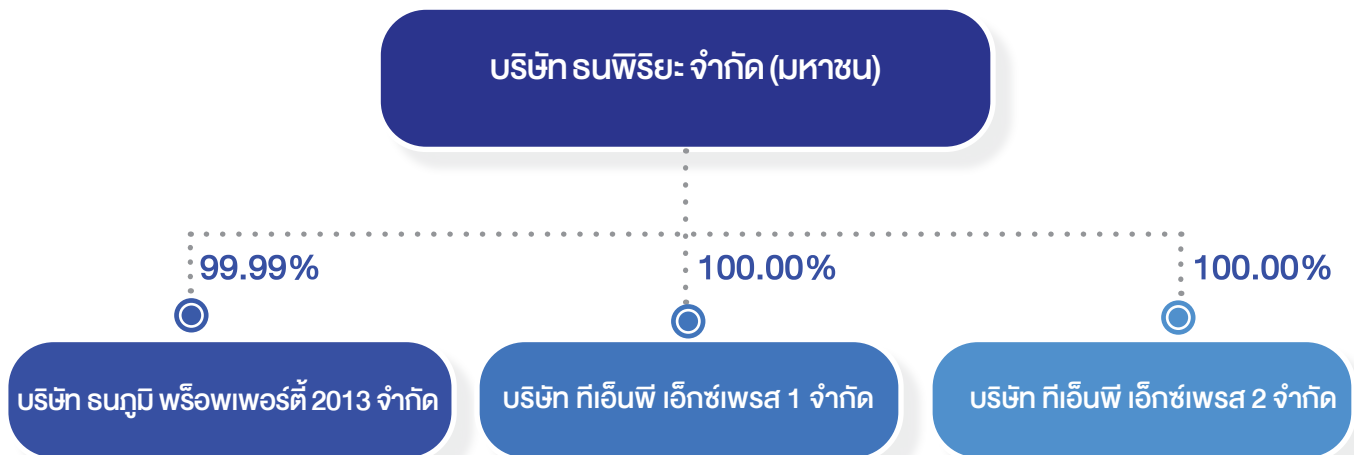 บริษัท ธนพิริยะ จำกัด (มหาชน)
99.99%
100.00%
100.00%
บริษัท ธนภูมิ พร็อพเพอร์ตี้ 2013 จำกัด
บริษัท ทีเอ็นพี เอ็กซ์เพรส 1 จำกัด
บริษัท ทีเอ็นพี เอ็กซ์เพรส 2 จำกัด